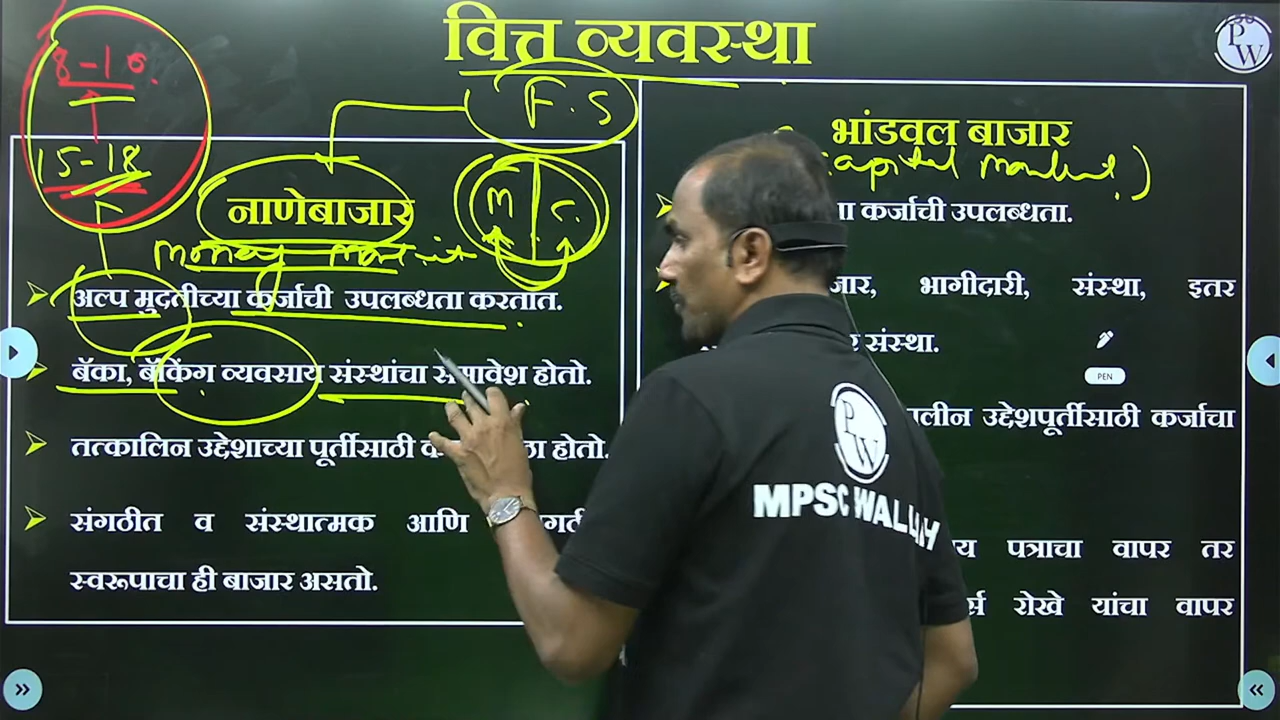 वित्त व्यवस्था
PW
8-10.
F.S
15-18
नाणेबाजार
M C.
money market
अल्प मुदतीच्या कर्जाची उपलब्धता करतात.
बँका, बँकिंग व्यवसाय संस्थांचा समावेश होतो.
तत्कालिन उद्देशाच्या पूर्तीसाठी होतो.
संगठीत व संस्थात्मक आणि
स्वरूपाचा ही बाजार असतो.
भांडवल बाजार
Capital Market.)
कर्जाची उपलब्धता.
भागीदारी, संस्था, इतर
संस्था.
PEN
उद्देशपूर्तीसाठी कर्जाचा
पत्राचा वापर तर
रोखे यांचा वापर
PW
MPSC WALLAH